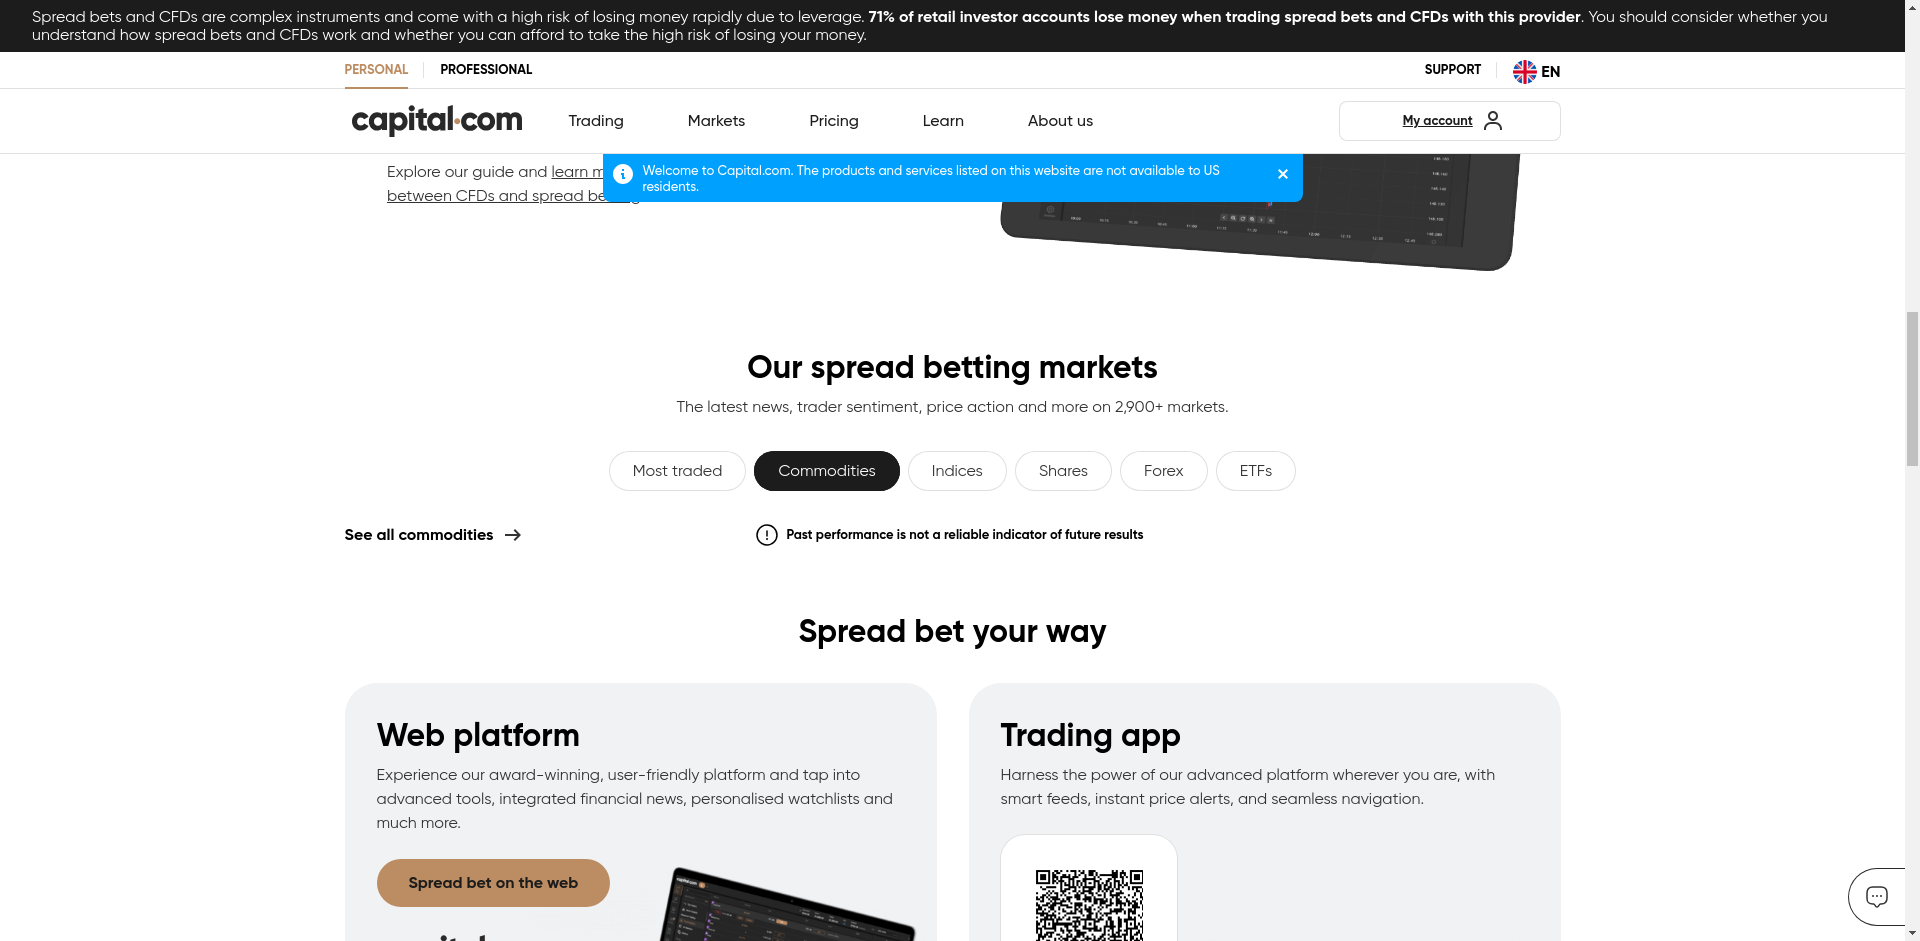 Spread bets and CFDs are complex instruments and come with a high risk of losing money rapidly due to leverage. 71% of retail investor accounts lose money when trading spread bets and CFDs with this provider. You should consider whether you
understand how spread bets and CFDs work and whether you can afford to take the high risk of losing your money.
PERSONAL PROFESSIONAL SUPPORT EN
capital.com Trading Markets Pricing Learn About us My account
Explore our guide and learn
between CFDs and spread
Welcome to Capital.com. The products and services listed on this website are not available to US
residents.
Our spread betting markets
The latest news, trader sentiment, price action and more on 2,900+ markets.
Most traded Commodities Indices Shares Forex ETFs
See all commodities Past performance is not a reliable indicator of future results
Spread bet your way
Web platform
Experience our award-winning, user-friendly platform and tap into
advanced tools, integrated financial news, personalised watchlists and
much more.
Spread bet on the web
Trading app
Harness the power of our advanced platform wherever you are, with
smart feeds, instant price alerts, and seamless navigation.